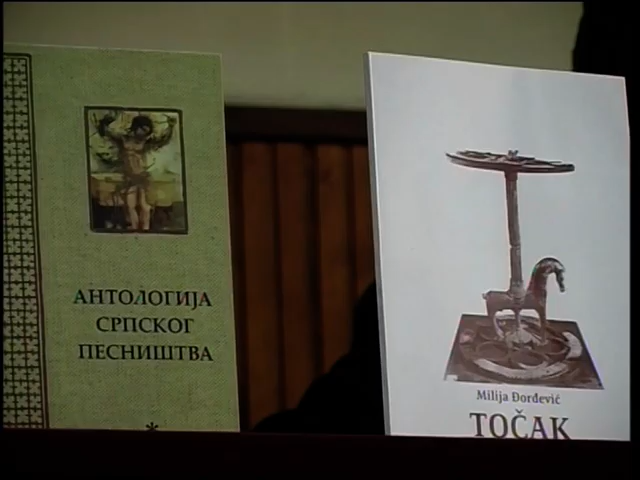 АНТОЛОГИЈА
СРПСКОГ
ПЕСНИШТВА
*
Milija Đorđević
TOČAK